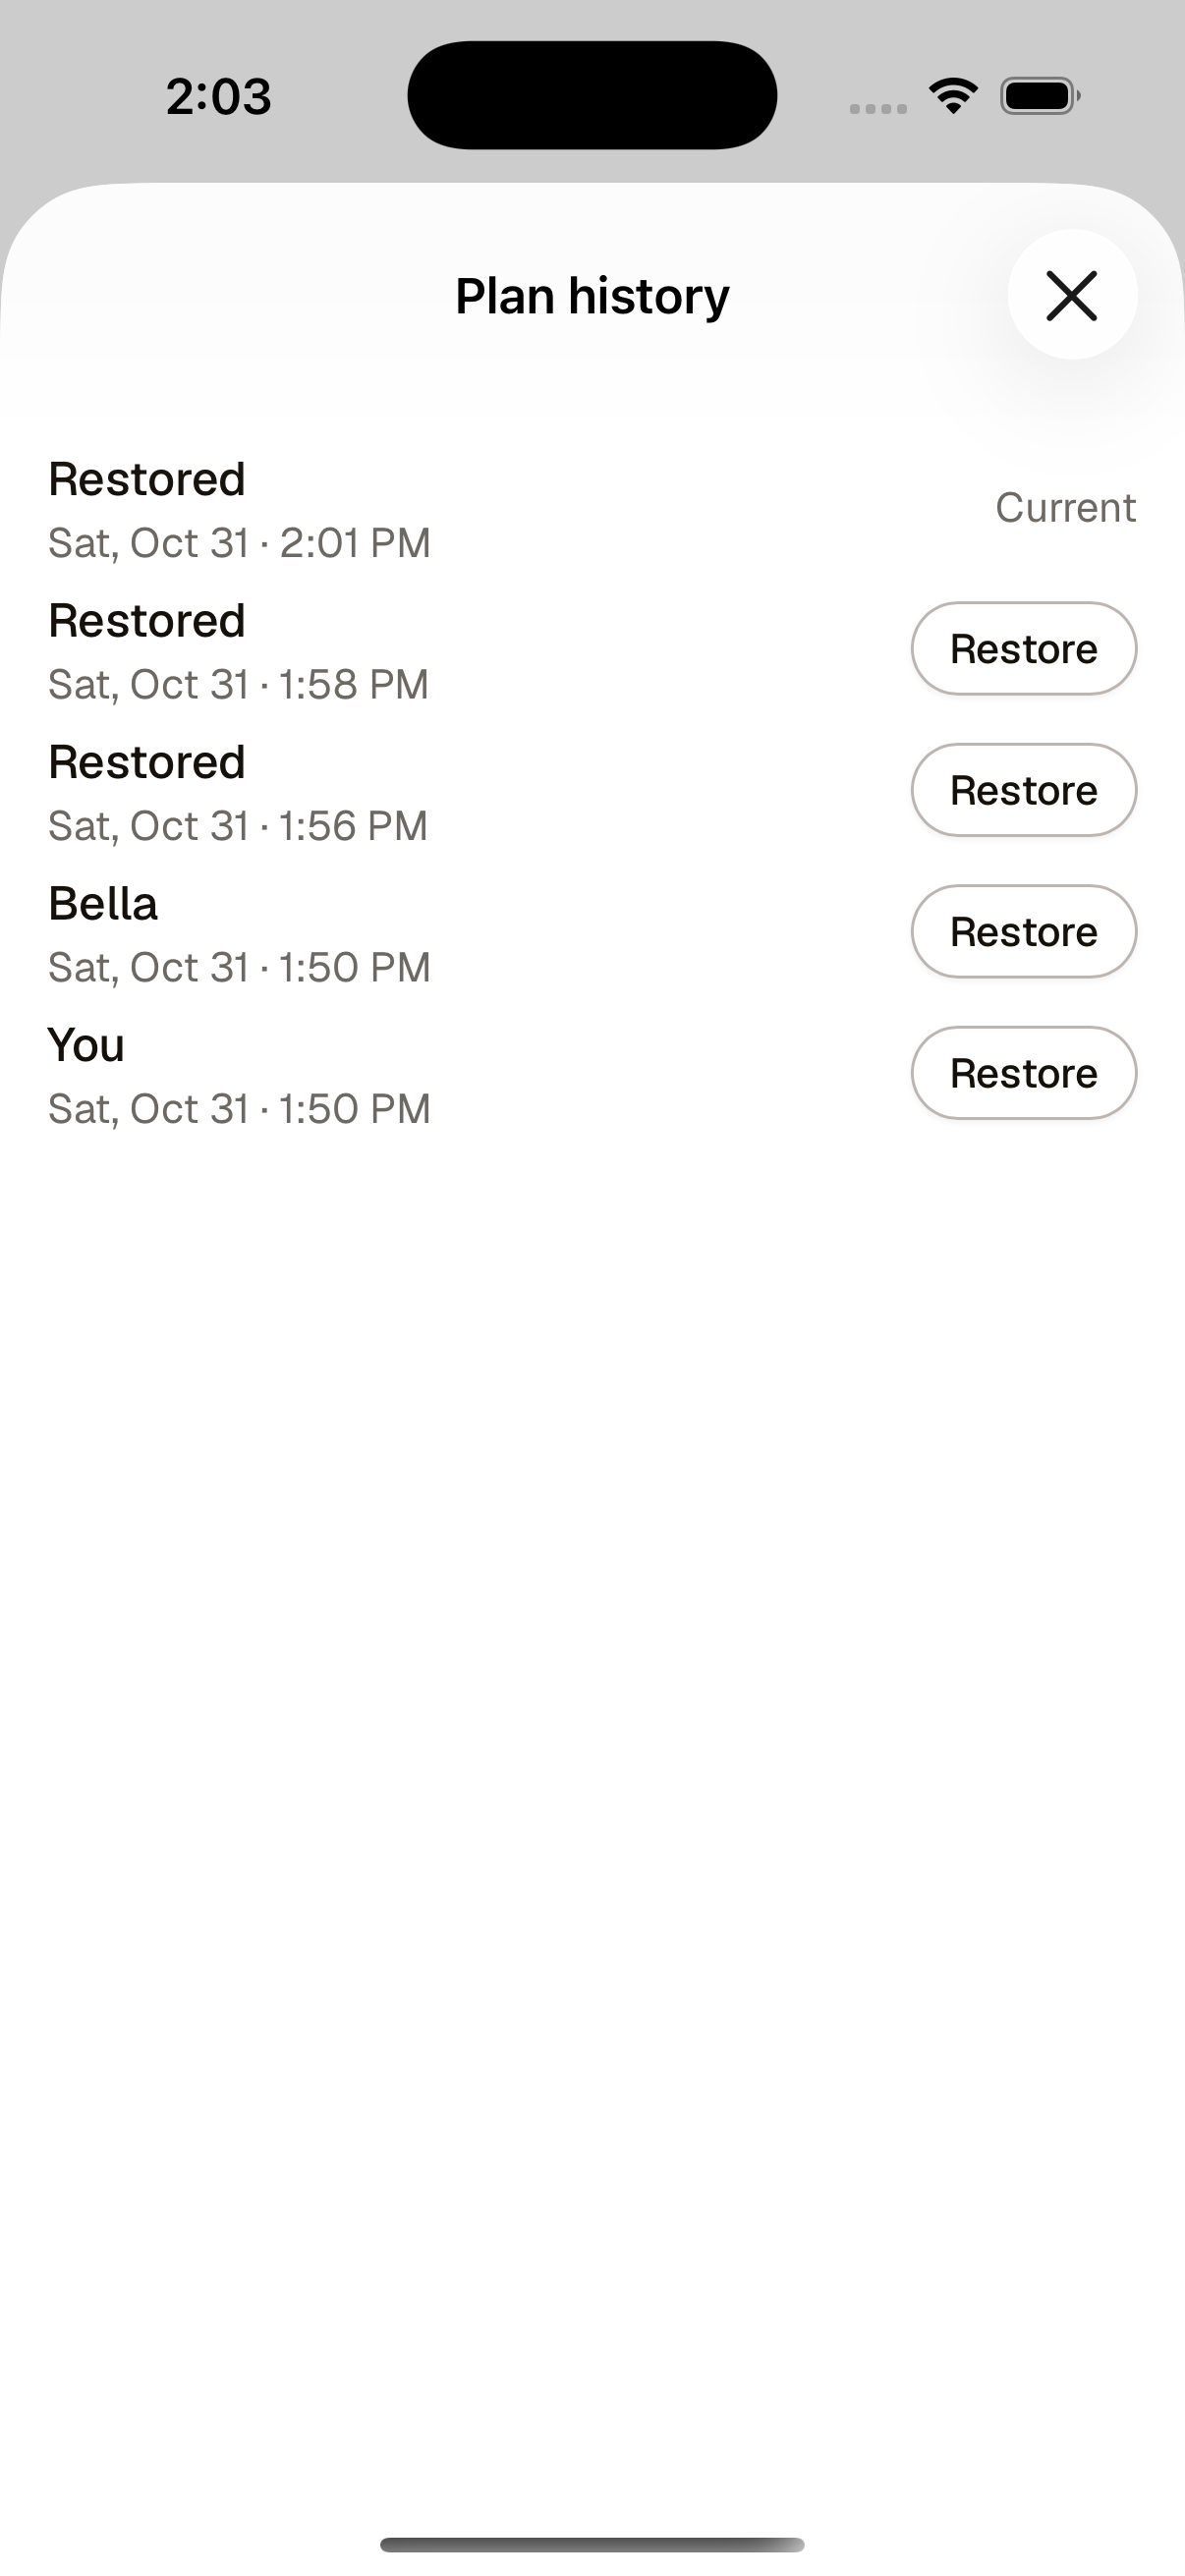 2:03
Plan history
Restored
Sat, Oct 31 · 2:01 PM
Current
Restored
Sat, Oct 31 · 1:58 PM
Restore
Restored
Sat, Oct 31 · 1:56 PM
Restore
Bella
Sat, Oct 31 · 1:50 PM
Restore
You
Sat, Oct 31 · 1:50 PM
Restore